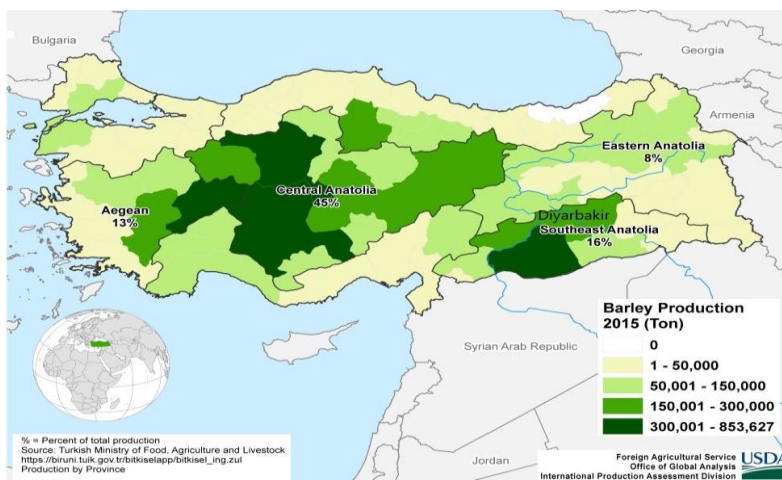 Bulgaria
Georgia
Armenia
Eastern Anatolia
8%
Central Anatolia
45%
Aegean
13%
Diyarbakir
Southeast Anatolia
16%
Syrian Arab Republic
Jordan
Barley Production
2015 (Ton)
0
1 - 50,000
50,001 - 150,000
150,001 - 300,000
300,001 - 853,627
% = Percent of total production
Source: Turkish Ministry of Food, Agriculture and Livestock
https://biruni.tuik.gov.tr/bitkiselapp/bitkisel_ing.zul
Production by Province
Foreign Agricultural Service
Office of Global Analysis
International Production Assessment Division
USDA